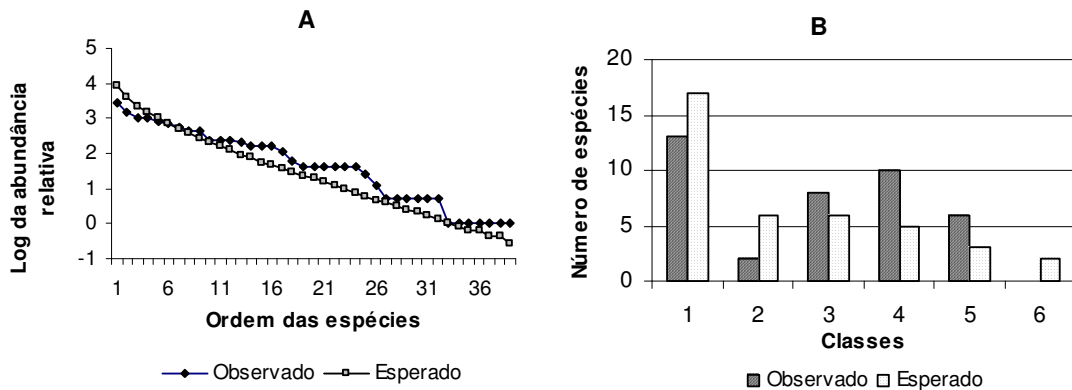 A
Log da abundância
relativa
5
4
3
2
1
0
-1
1 6 11 16 21 26 31 36
Ordem das espécies
Observado Esperado
B
Número de espécies
20
15
10
5
0
1 2 3 4 5 6
Classes
Observado Esperado